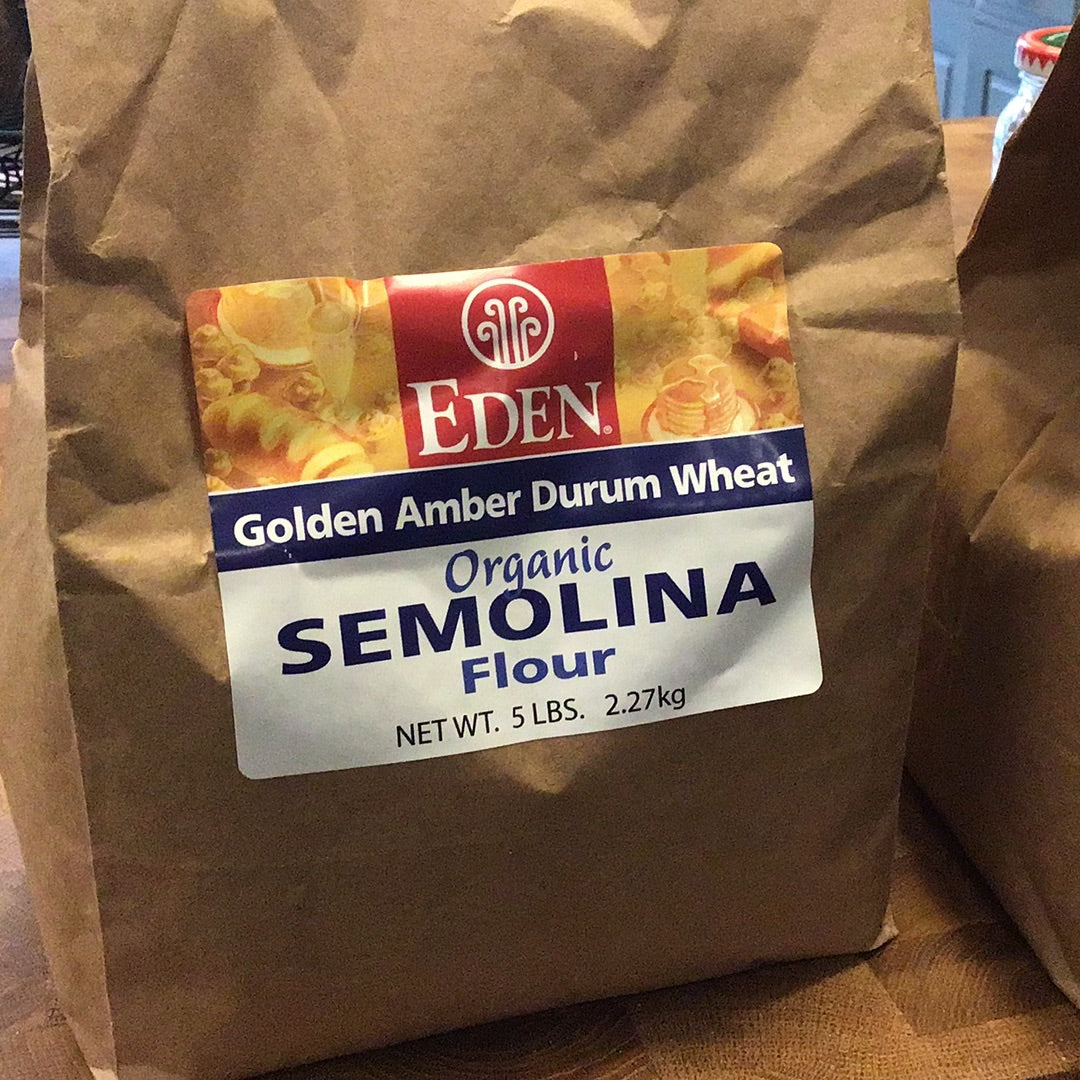 EDEN®
Golden Amber Durum Wheat
Organic
SEMOLINA
Flour
NET WT. 5 LBS. 2.27kg